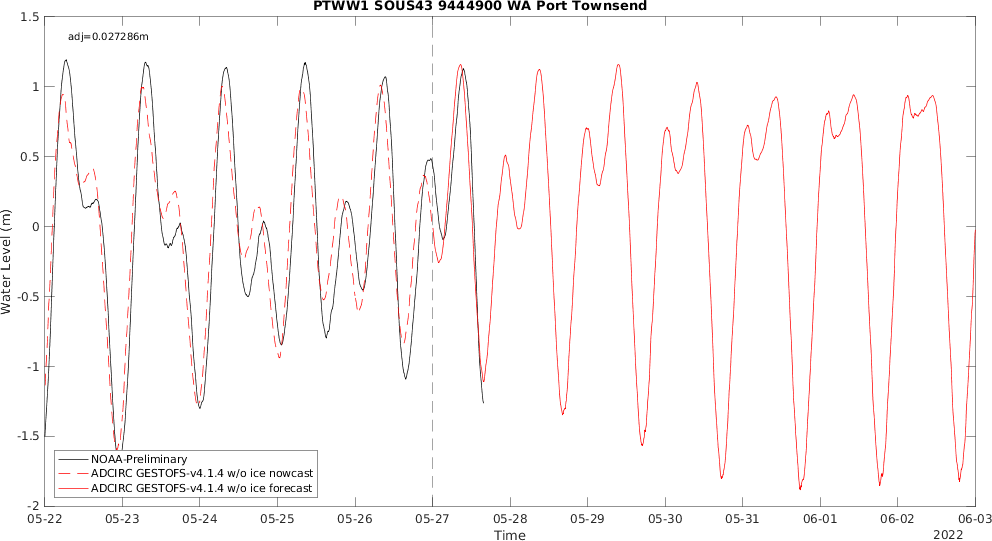 PTWW1 SOUS43 9444900 WA Port Townsend
adj=0.027286m
1.5
1
0.5
0
-0.5
-1
-1.5
-2
Water Level (m)
NOAA-Preliminary
ADCIRC GESTOFS-v4.1.4 w/o ice nowcast
ADCIRC GESTOFS-v4.1.4 w/o ice forecast
05-22 05-23 05-24 05-25 05-26 05-27 05-28 05-29 05-30 05-31 06-01 06-02 06-03
Time
2022